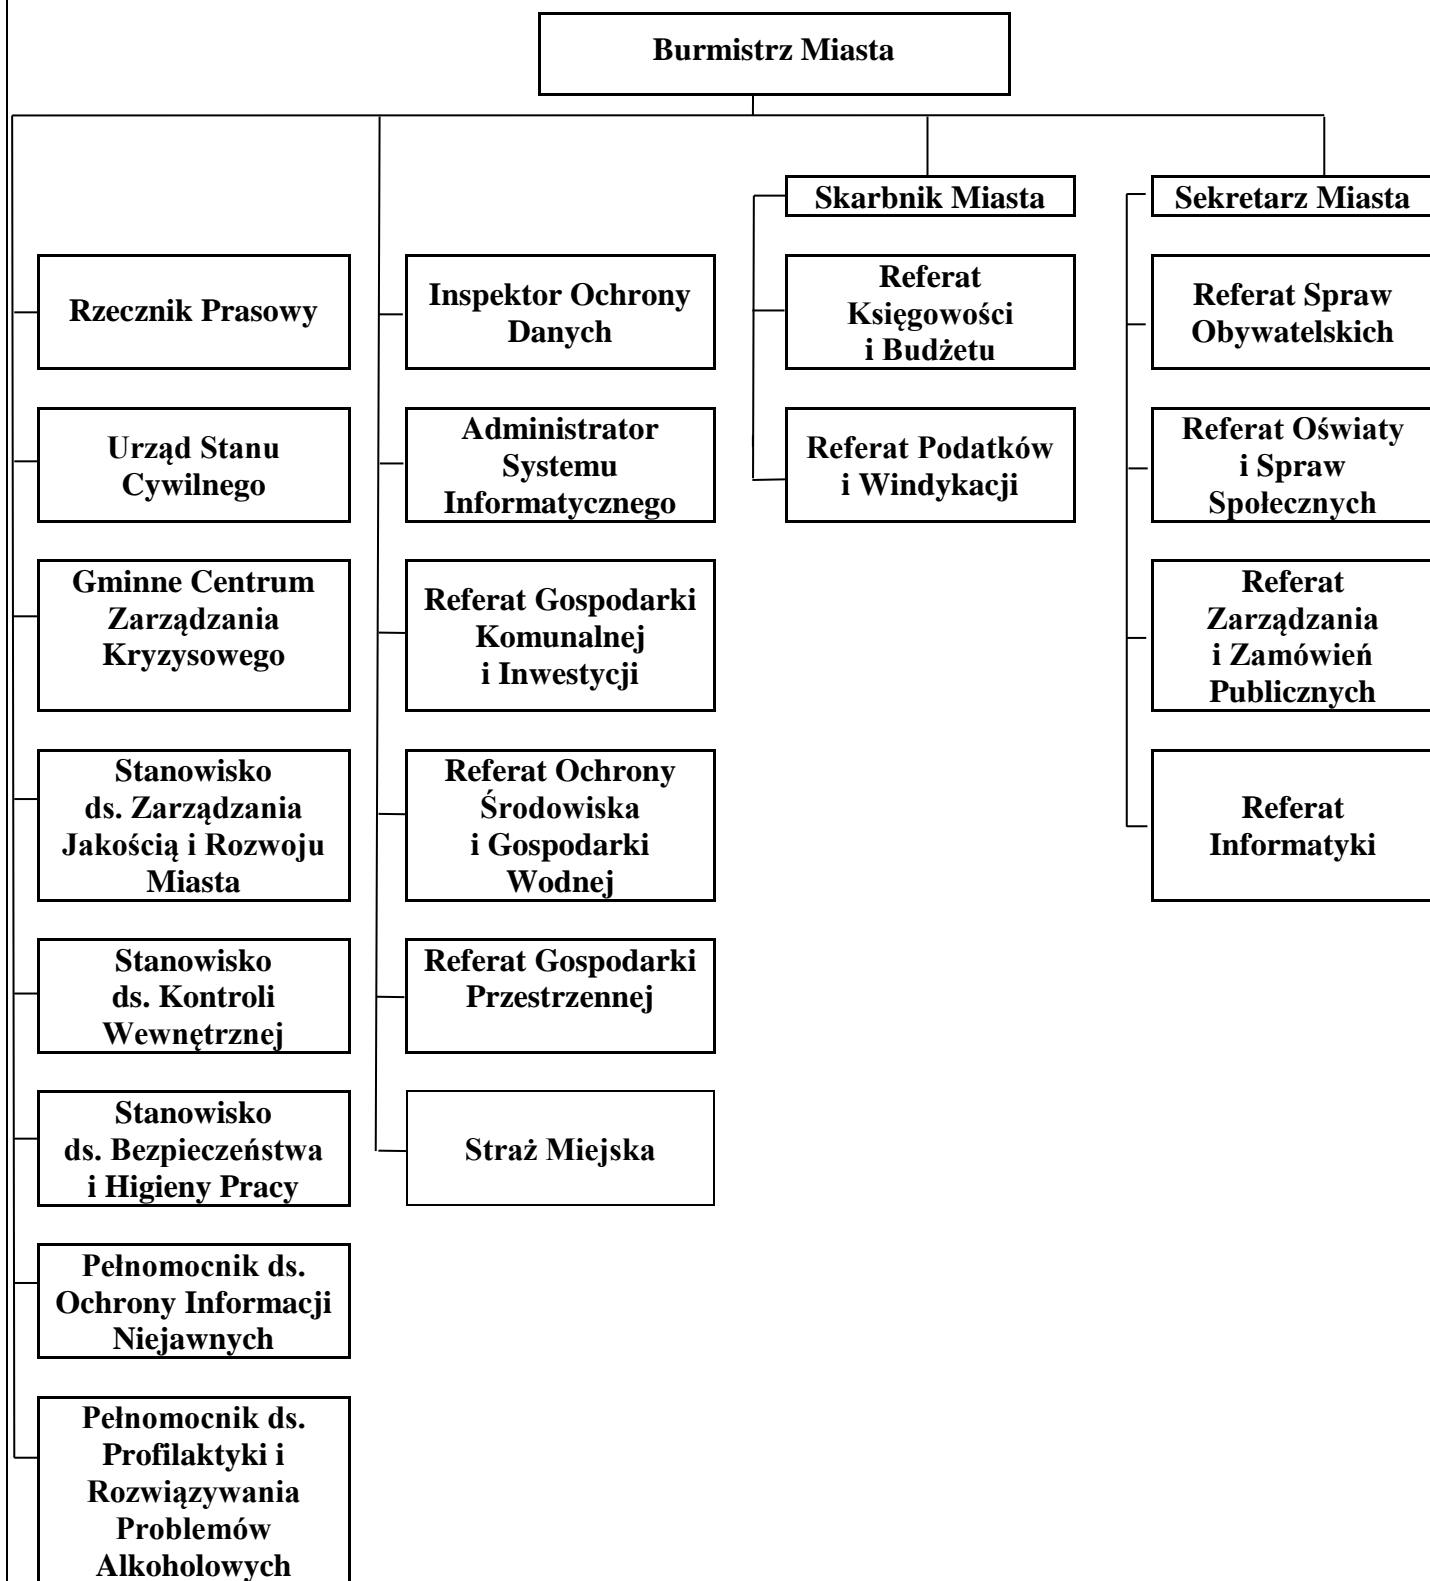 Burmistrz Miasta
Skarbnik Miasta
Sekretarz Miasta
Rzecznik Prasowy
Inspektor Ochrony
Danych
Referat
Księgowości
i Budżetu
Referat Spraw
Obywatelskich
Urząd Stanu
Cywilnego
Administrator
Systemu
Informatycznego
Referat Podatków
i Windykacji
Referat Oświaty
i Spraw
Społecznych
Gminne Centrum
Zarządzania
Kryzysowego
Referat Gospodarki
Komunalnej
i Inwestycji
Referat
Zarządzania
i Zamówień
Publicznych
Stanowisko
ds. Zarządzania
Jakością i Rozwoju
Miasta
Referat Ochrony
Środowiska
i Gospodarki
Wodnej
Referat
Informatyki
Stanowisko
ds. Kontroli
Wewnętrznej
Referat Gospodarki
Przestrzennej
Stanowisko
ds. Bezpieczeństwa
i Higieny Pracy
Straż Miejska
Pełnomocnik ds.
Ochrony Informacji
Niejawnych
Pełnomocnik ds.
Profilaktyki i
Rozwiązywania
Problemów
Alkoholowych